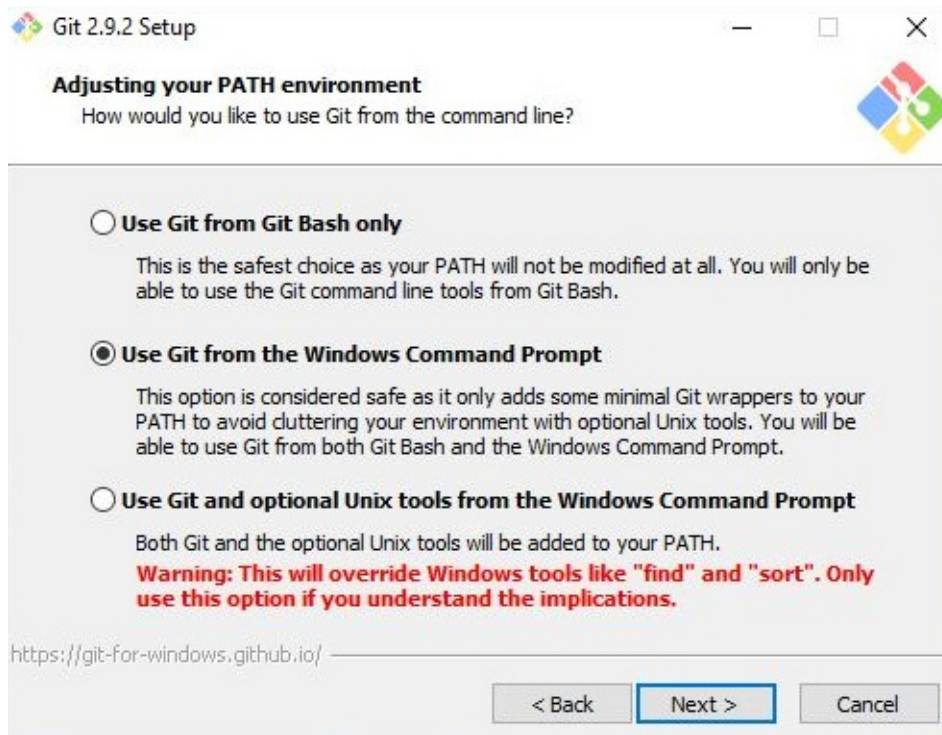 Git 2.9.2 Setup
Adjusting your PATH environment
How would you like to use Git from the command line?
Use Git from Git Bash only
This is the safest choice as your PATH will not be modified at all. You will only be
able to use the Git command line tools from Git Bash.
Use Git from the Windows Command Prompt
This option is considered safe as it only adds some minimal Git wrappers to your
PATH to avoid cluttering your environment with optional Unix tools. You will be
able to use Git from both Git Bash and the Windows Command Prompt.
Use Git and optional Unix tools from the Windows Command Prompt
Both Git and the optional Unix tools will be added to your PATH.
Warning: This will override Windows tools like "find" and "sort". Only
use this option if you understand the implications.
https://git-for-windows.github.io/
< Back Next > Cancel